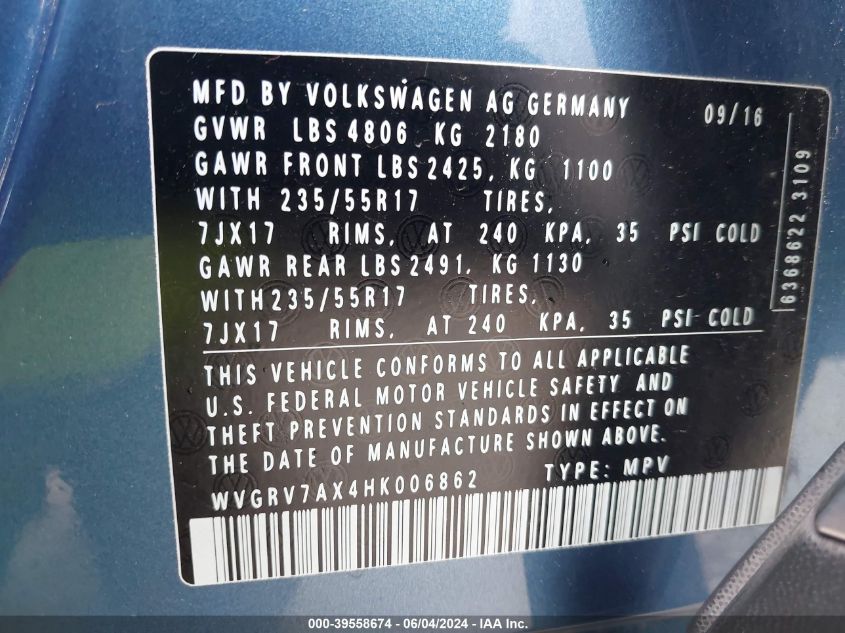 MFD BY VOLKSWAGEN AG GERMANY 09/16
GVWR LBS 4806, KG 2180
GAWR FRONT LBS 2425, KG 1100
WITH 235/55R17 TIRES,
7JX17 RIMS, AT 240 KPA, 35 PSI COLD
GAWR REAR LBS 2491, KG 1130
WITH 235/55R17 TIRES,
7JX17 RIMS, AT 240 KPA, 35 PSI COLD
6368622 3109
THIS VEHICLE CONFORMS TO ALL APPLICABLE
U.S. FEDERAL MOTOR VEHICLE SAFETY AND
THEFT PREVENTION STANDARDS IN EFFECT ON
THE DATE OF MANUFACTURE SHOWN ABOVE.
WVGRV7AX4HK006862 TYPE: MPV
000-39558674 - 06/04/2024 - IAA Inc.